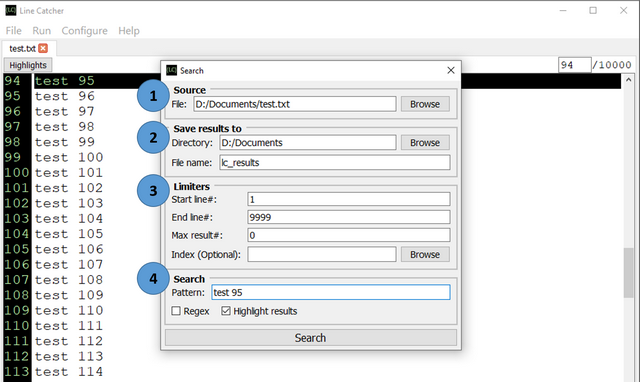 {LC} Line Catcher
File Run Configure Help
test.txt
Highlights
94 /10000
94 test 95
95 test 96
96 test 97
97 test 98
98 test 99
99 test 100
100 test 101
101 test 102
102 test 103
103 test 104
104 test 105
105 test 106
106 test 107
107 test 108
108 test 109
109 test 110
110 test 111
111 test 112
112 test 113
113 test 114
{LC} Search
1 Source
File: D:/Documents/test.txt Browse
2 Save results to
Directory: D:/Documents Browse
File name: lc_results
3 Limiters
Start line#: 1
End line#: 9999
Max result#: 0
Index (Optional): Browse
4 Search
Pattern: test 95
Regex Highlight results
Search